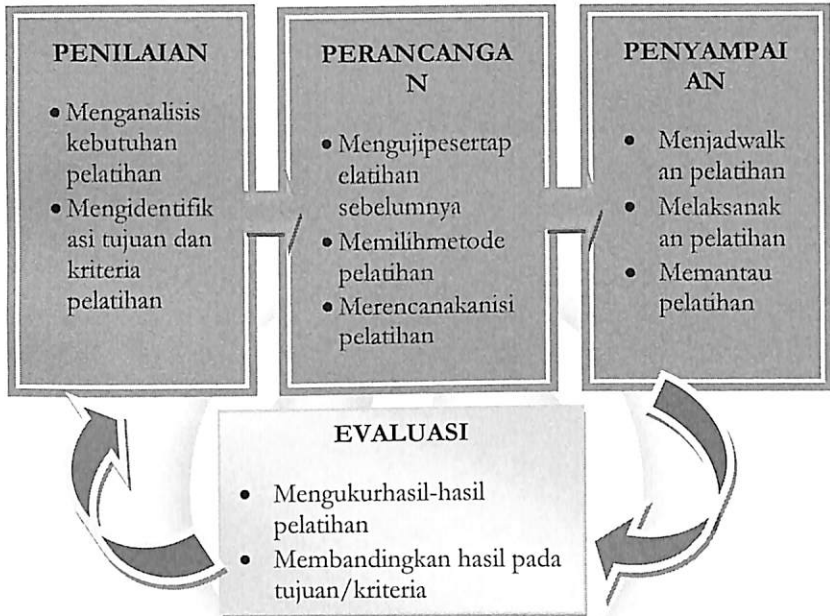 PENILAIAN
• Menganalisis
kebutuhan
pelatihan
• Mengidentifik
asi tujuan dan
kriteria
pelatihan
PERANCANGA
N
• Mengujipesertap
elatihan
sebelumnya
• Memilihmetode
pelatihan
• Merencanakanisi
pelatihan
PENYAMPAI
AN
• Menjadwalk
an pelatihan
• Melaksanak
an pelatihan
• Memantau
pelatihan
EVALUASI
• Mengukurhasil-hasil
pelatihan
• Membandingkan hasil pada
tujuan/kriteria